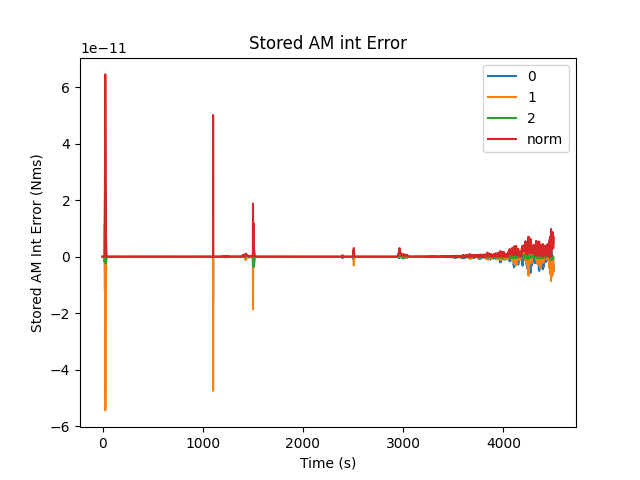 Stored AM int Error
1e−11
6
4
2
0
−2
−4
−6
Stored AM Int Error (Nms)
0
1
2
norm
0 1000 2000 3000 4000
Time (s)